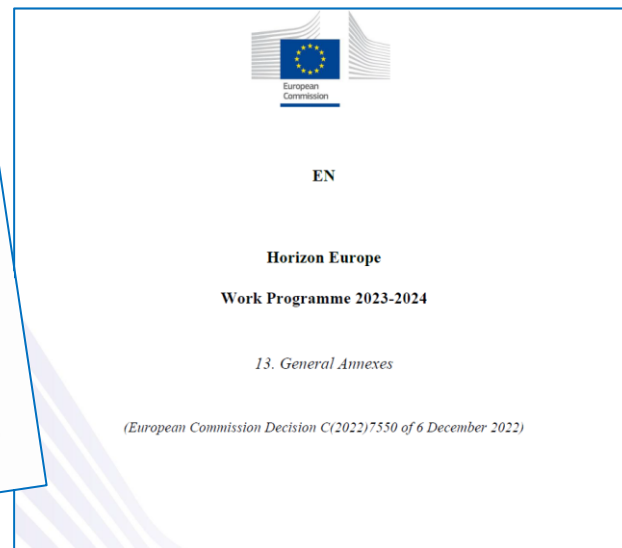 European
Commission
EN
Horizon Europe
Work Programme 2023-2024
13. General Annexes
(European Commission Decision C(2022)7550 of 6 December 2022)